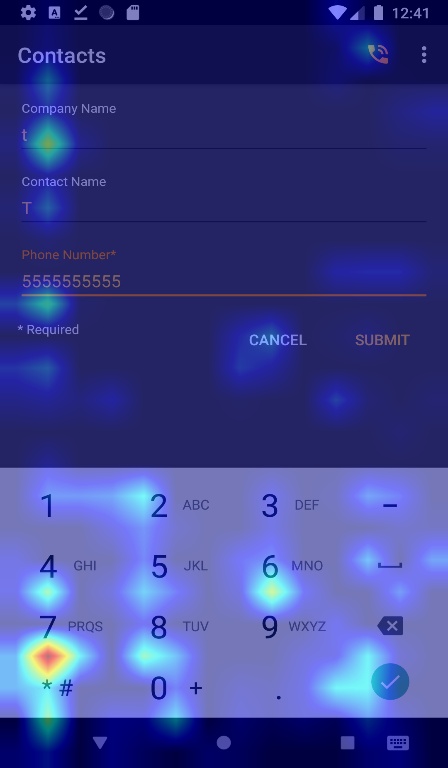 12:41
Contacts
Company Name
t
Contact Name
T
Phone Number*
5555555555
* Required
CANCEL SUBMIT
1 2 ABC 3 DEF –
4 GHI 5 JKL 6 MNO
7 PRQS 8 TUV 9 WXYZ
* # 0 + .